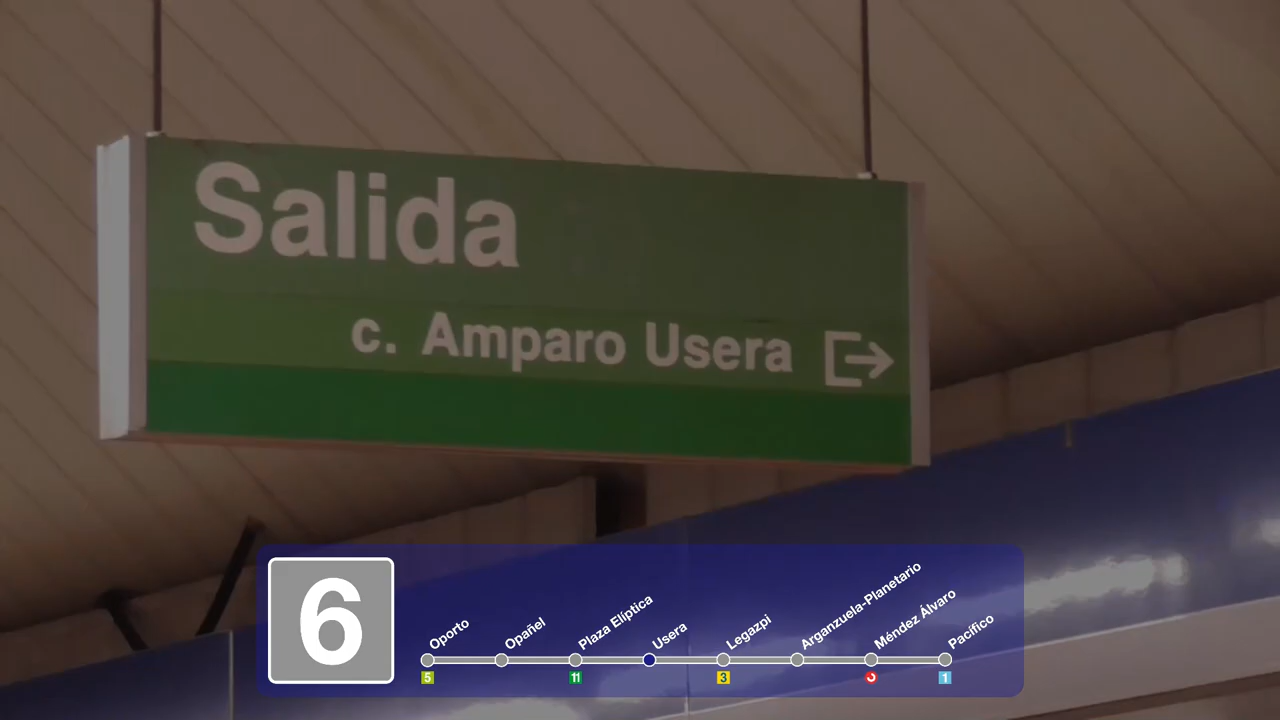 Salida
c. Amparo Usera
6
Oporto
Opañel
Plaza Elíptica
Usera
Legazpi
Arganzuela-Planetario
Méndez Álvaro
Pacífico
5
11
3
1